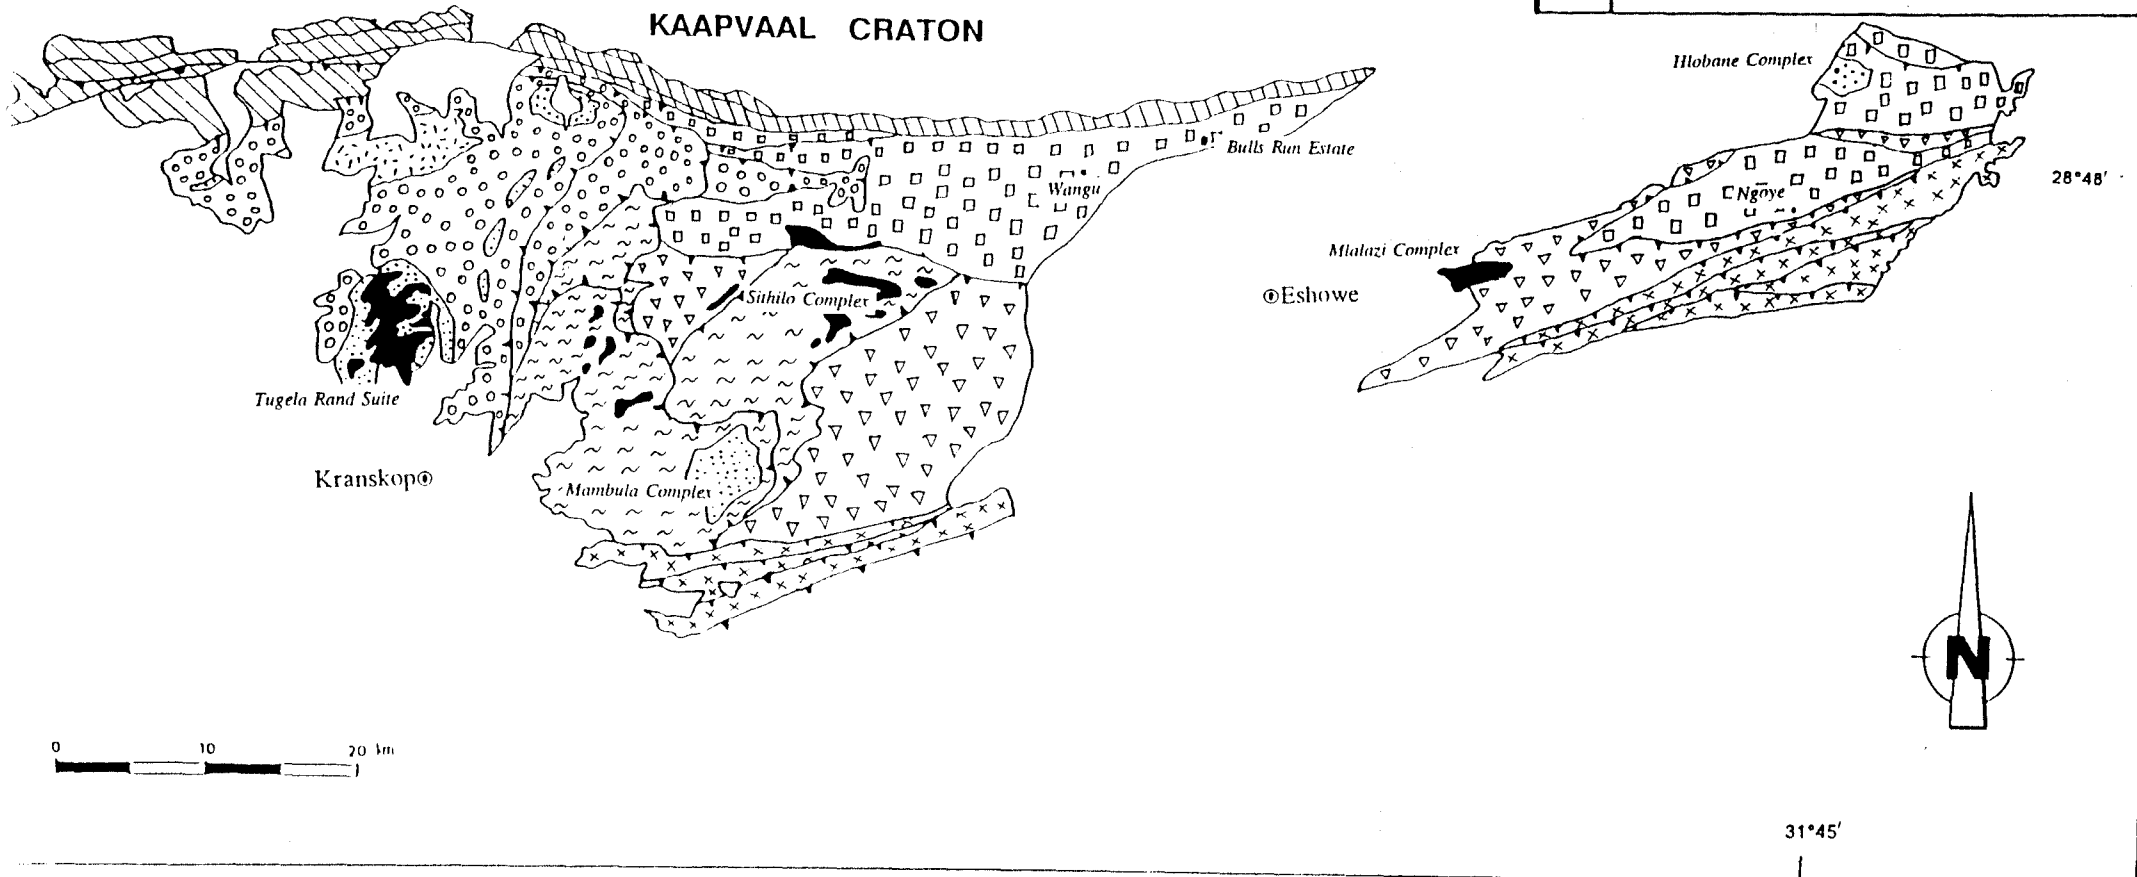 KAAPVAAL CRATON
Hlobane Complex
Bulls Run Estate
28°48'
Wangu
Ngoye
Mlalazi Complex
Eshowe
Sithilo Complex
Tugela Rand Suite
Kranskop
Mambula Complex
N
0 10 20 km
31°45'